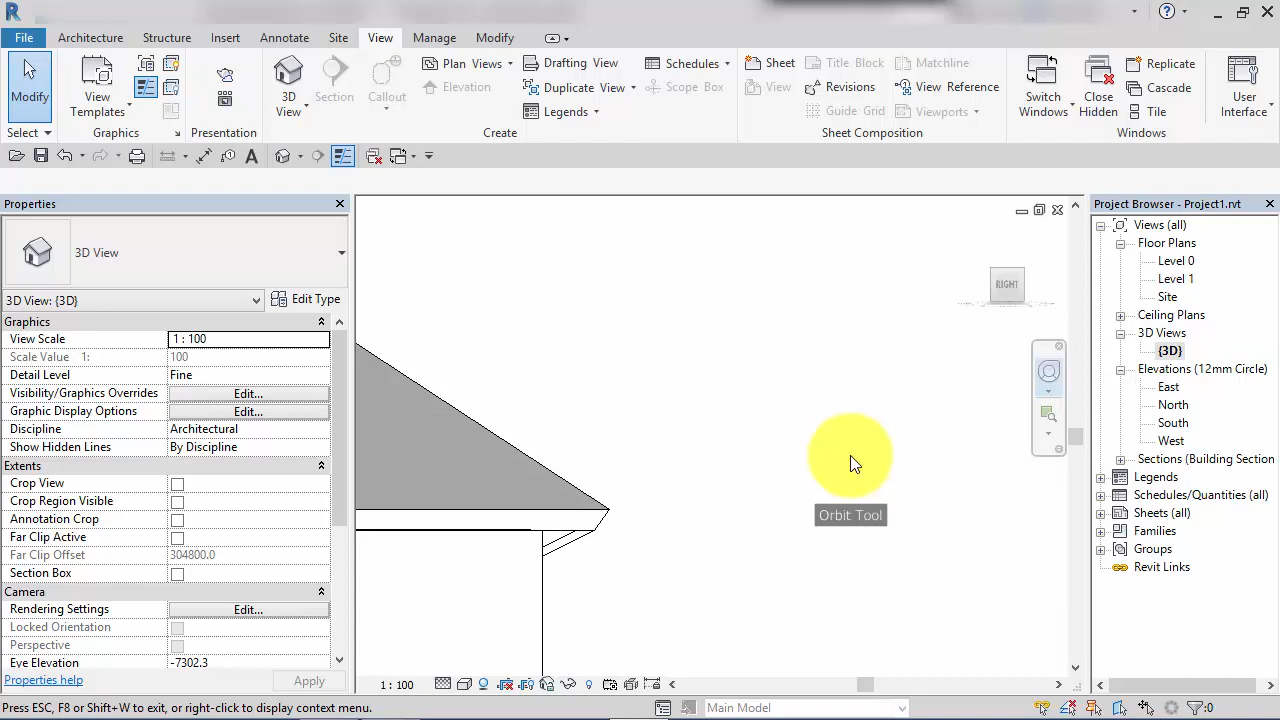 File Architecture Structure Insert Annotate Site View Manage Modify
Modify
View Templates
3D View
Section
Callout
Plan Views
Elevation
Drafting View
Duplicate View
Legends
Schedules
Scope Box
Sheet
View
Title Block
Revisions
Guide Grid
Matchline
View Reference
Viewports
Switch Windows
Close Hidden
Replicate
Cascade
Tile
User Interface
Select Graphics Presentation Create Sheet Composition Windows
Properties
3D View
3D View: {3D} Edit Type
Graphics
View Scale 1 : 100
Scale Value 1: 100
Detail Level Fine
Visibility/Graphics Overrides Edit...
Graphic Display Options Edit...
Discipline Architectural
Show Hidden Lines By Discipline
Extents
Crop View
Crop Region Visible
Annotation Crop
Far Clip Active
Far Clip Offset 304800.0
Section Box
Camera
Rendering Settings Edit...
Locked Orientation
Perspective
Eye Elevation -7302.3
Properties help Apply
RIGHT
Orbit Tool
1 : 100
Project Browser - Project1.rvt
Views (all)
Floor Plans
Level 0
Level 1
Site
Ceiling Plans
3D Views
{3D}
Elevations (12mm Circle)
East
North
South
West
Sections (Building Section
Legends
Schedules/Quantities (all)
Sheets (all)
Families
Groups
Revit Links
Press ESC, F8 or Shift+W to exit, or right-click to display context menu.
Main Model
:0